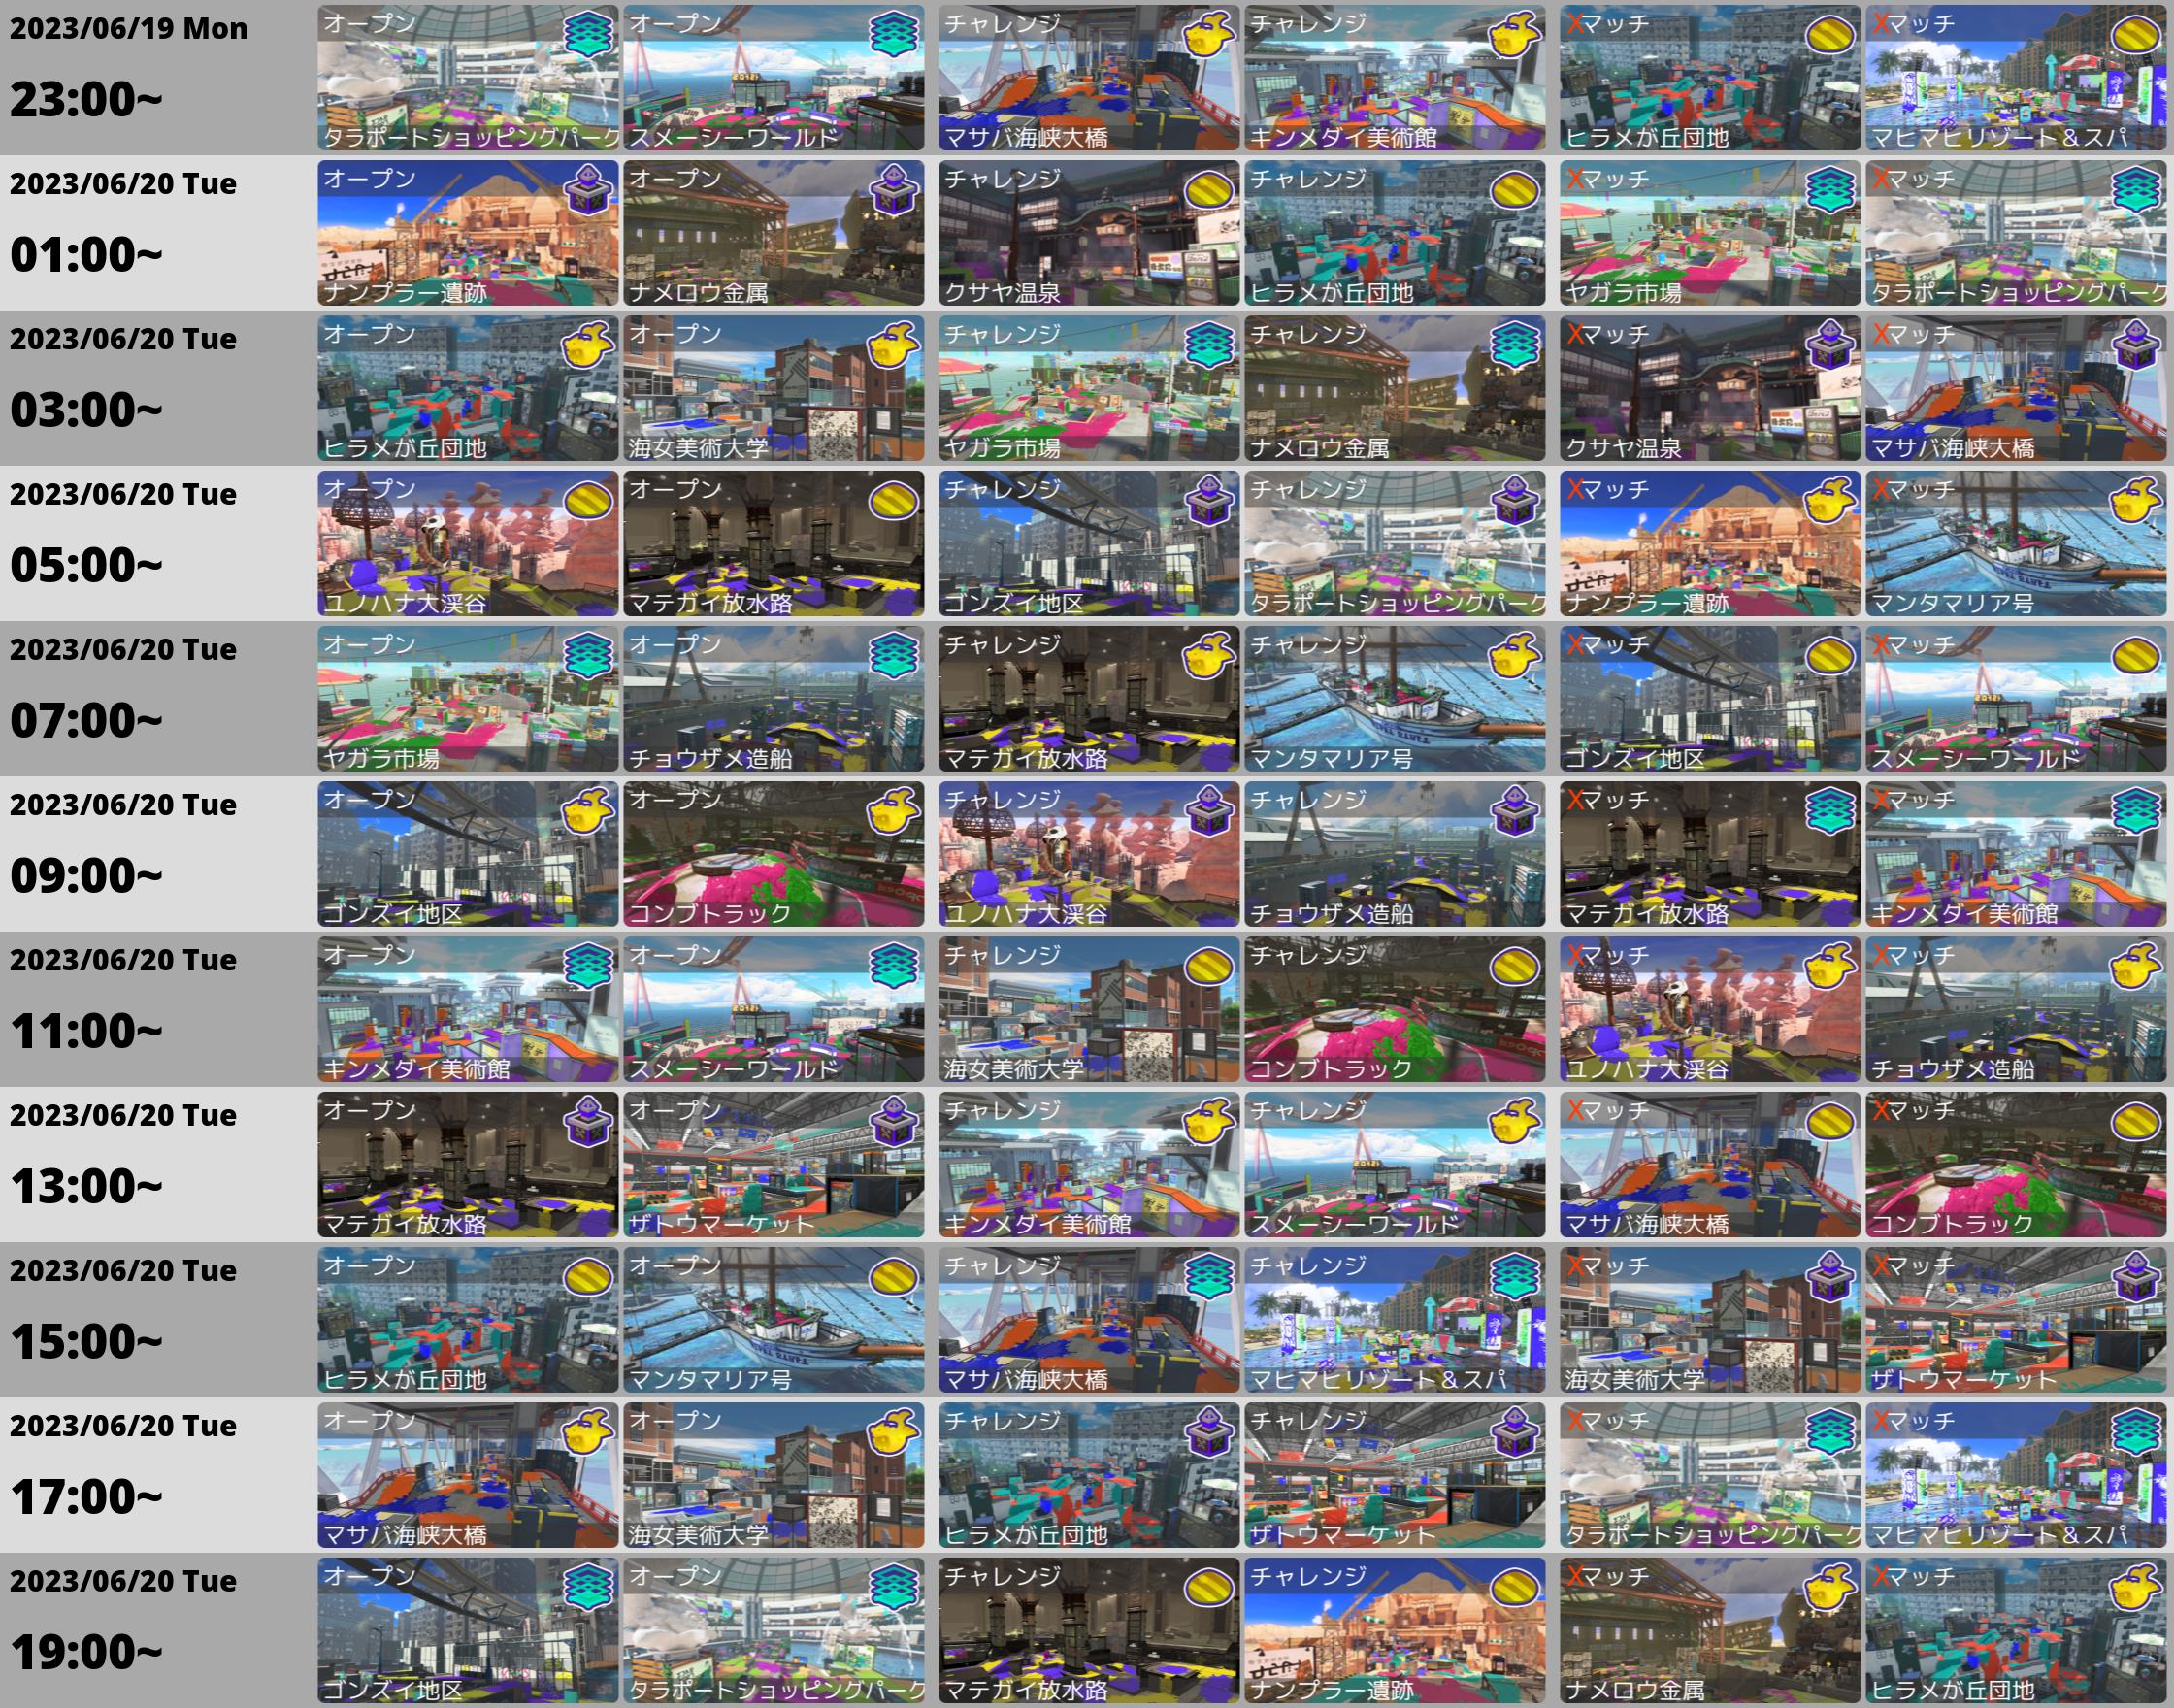 2023/06/19 Mon
23:00~
オープン オープン チャレンジ チャレンジ Xマッチ Xマッチ
タラポートショッピングパーク スメーシーワールド マサバ海峡大橋 キンメダイ美術館 ヒラメが丘団地 マヒマヒリゾート＆スパ
2023/06/20 Tue
01:00~
オープン オープン チャレンジ チャレンジ Xマッチ Xマッチ
ナンプラー遺跡 ナメロウ金属 クサヤ温泉 ヒラメが丘団地 ヤガラ市場 タラポートショッピングパーク
2023/06/20 Tue
03:00~
オープン オープン チャレンジ チャレンジ Xマッチ Xマッチ
ヒラメが丘団地 海女美術大学 ヤガラ市場 ナメロウ金属 クサヤ温泉 マサバ海峡大橋
2023/06/20 Tue
05:00~
オープン オープン チャレンジ チャレンジ Xマッチ Xマッチ
ユノハナ大渓谷 マテガイ放水路 ゴンズイ地区 タラポートショッピングパーク ナンプラー遺跡 マンタマリア号
2023/06/20 Tue
07:00~
オープン オープン チャレンジ チャレンジ Xマッチ Xマッチ
ヤガラ市場 チョウザメ造船 マテガイ放水路 マンタマリア号 ゴンズイ地区 スメーシーワールド
2023/06/20 Tue
09:00~
オープン オープン チャレンジ チャレンジ Xマッチ Xマッチ
ゴンズイ地区 コンブトラック ユノハナ大渓谷 チョウザメ造船 マテガイ放水路 キンメダイ美術館
2023/06/20 Tue
11:00~
オープン オープン チャレンジ チャレンジ Xマッチ Xマッチ
キンメダイ美術館 スメーシーワールド 海女美術大学 コンブトラック ユノハナ大渓谷 チョウザメ造船
2023/06/20 Tue
13:00~
オープン オープン チャレンジ チャレンジ Xマッチ Xマッチ
マテガイ放水路 ザトウマーケット キンメダイ美術館 スメーシーワールド マサバ海峡大橋 コンブトラック
2023/06/20 Tue
15:00~
オープン オープン チャレンジ チャレンジ Xマッチ Xマッチ
ヒラメが丘団地 マンタマリア号 マサバ海峡大橋 マヒマヒリゾート＆スパ 海女美術大学 ザトウマーケット
2023/06/20 Tue
17:00~
オープン オープン チャレンジ チャレンジ Xマッチ Xマッチ
マサバ海峡大橋 海女美術大学 ヒラメが丘団地 ザトウマーケット タラポートショッピングパーク マヒマヒリゾート＆スパ
2023/06/20 Tue
19:00~
オープン オープン チャレンジ チャレンジ Xマッチ Xマッチ
ゴンズイ地区 タラポートショッピングパーク マテガイ放水路 ナンプラー遺跡 ナメロウ金属 ヒラメが丘団地